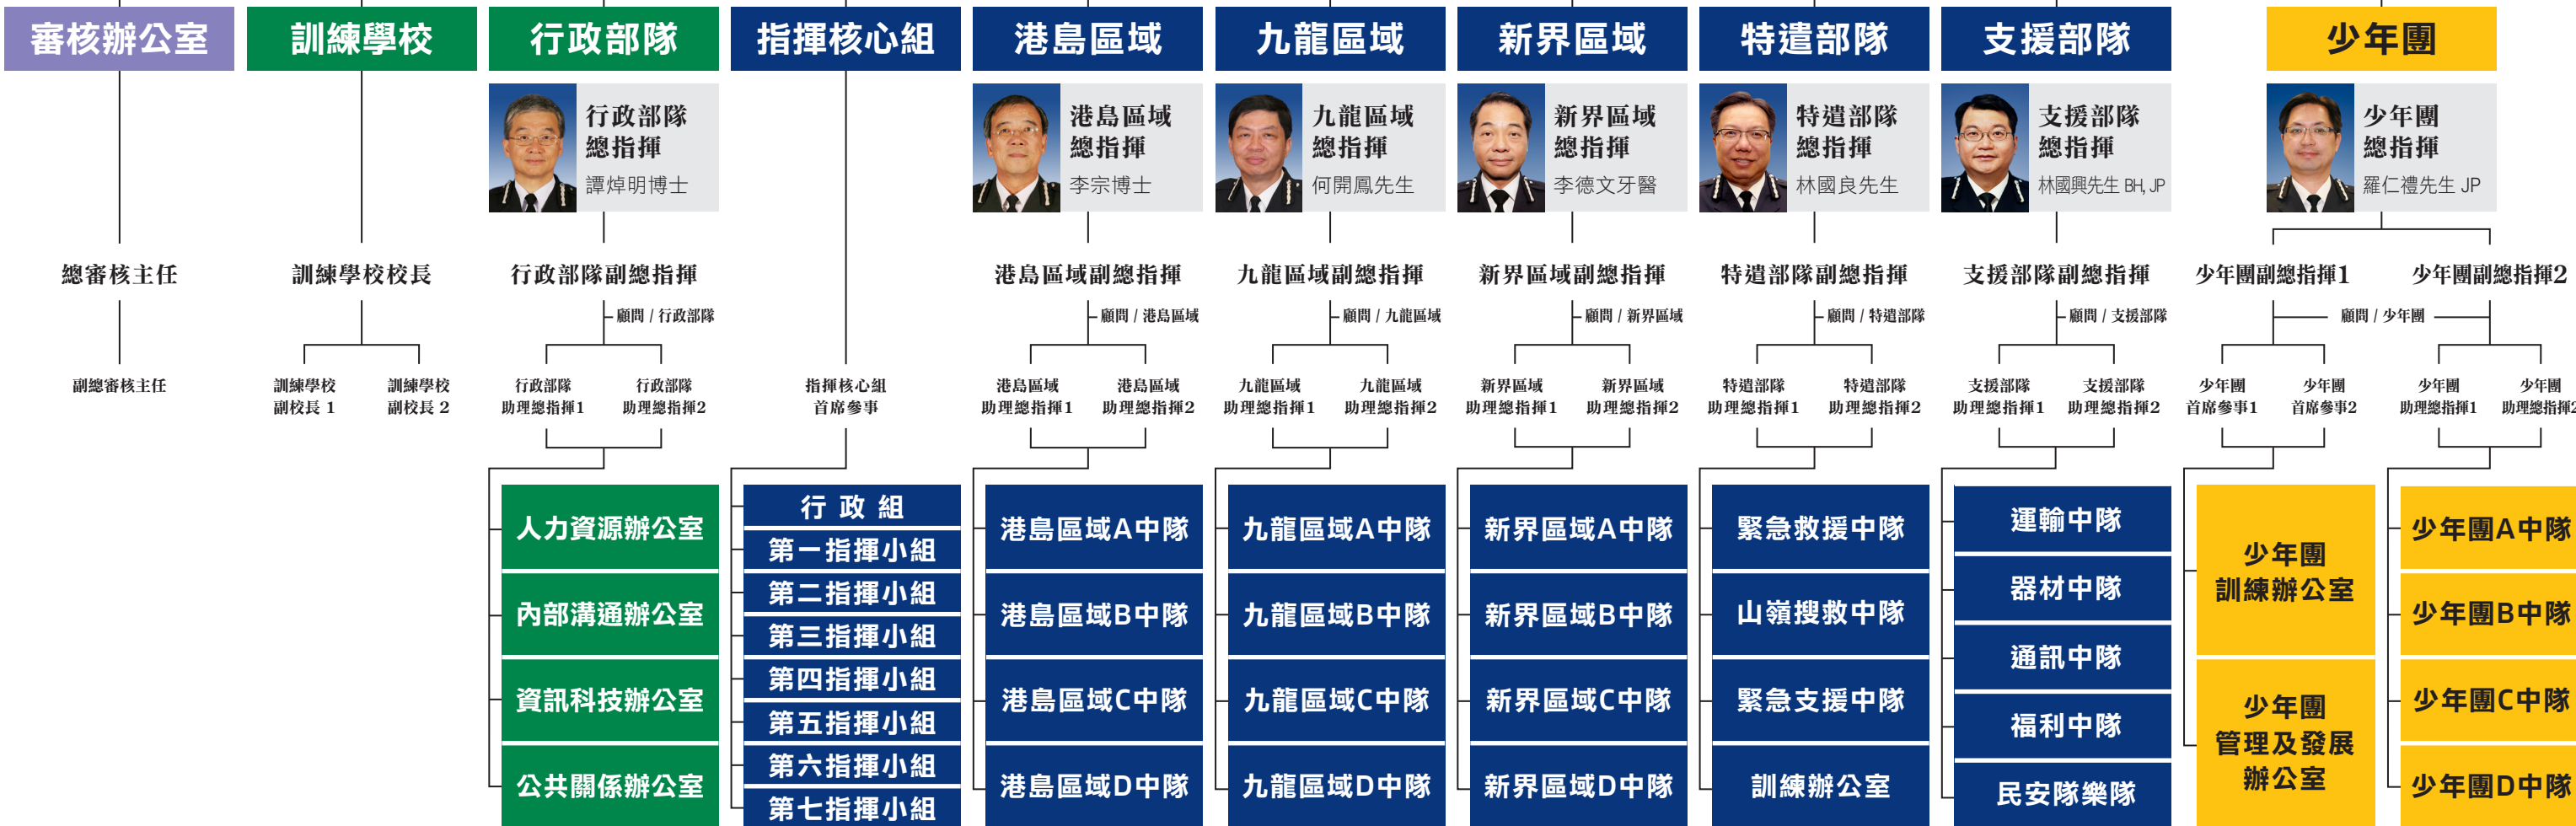 審核辦公室
訓練學校
行政部隊
指揮核心組
港島區域
九龍區域
新界區域
特遣部隊
支援部隊
少年團
行政部隊
總指揮
譚焯明博士
港島區域
總指揮
李宗博士
九龍區域
總指揮
何開鳳先生
新界區域
總指揮
李德文牙醫
特遣部隊
總指揮
林國良先生
支援部隊
總指揮
林國興先生 BH, JP
少年團
總指揮
羅仁禮先生 JP
總審核主任
訓練學校校長
行政部隊副總指揮
港島區域副總指揮
九龍區域副總指揮
新界區域副總指揮
特遣部隊副總指揮
支援部隊副總指揮
少年團副總指揮1
少年團副總指揮2
顧問 / 行政部隊
顧問 / 港島區域
顧問 / 九龍區域
顧問 / 新界區域
顧問 / 特遣部隊
顧問 / 支援部隊
顧問 / 少年團
副總審核主任
訓練學校
副校長 1
訓練學校
副校長 2
行政部隊
助理總指揮1
行政部隊
助理總指揮2
指揮核心組
首席參事
港島區域
助理總指揮1
港島區域
助理總指揮2
九龍區域
助理總指揮1
九龍區域
助理總指揮2
新界區域
助理總指揮1
新界區域
助理總指揮2
特遣部隊
助理總指揮1
特遣部隊
助理總指揮2
支援部隊
助理總指揮1
支援部隊
助理總指揮2
少年團
首席參事1
少年團
首席參事2
少年團
助理總指揮1
少年團
助理總指揮2
人力資源辦公室
內部溝通辦公室
資訊科技辦公室
公共關係辦公室
行 政 組
第一指揮小組
第二指揮小組
第三指揮小組
第四指揮小組
第五指揮小組
第六指揮小組
第七指揮小組
港島區域A中隊
港島區域B中隊
港島區域C中隊
港島區域D中隊
九龍區域A中隊
九龍區域B中隊
九龍區域C中隊
九龍區域D中隊
新界區域A中隊
新界區域B中隊
新界區域C中隊
新界區域D中隊
緊急救援中隊
山嶺搜救中隊
緊急支援中隊
訓練辦公室
運輸中隊
器材中隊
通訊中隊
福利中隊
民安隊樂隊
少年團
訓練辦公室
少年團
管理及發展
辦公室
少年團A中隊
少年團B中隊
少年團C中隊
少年團D中隊